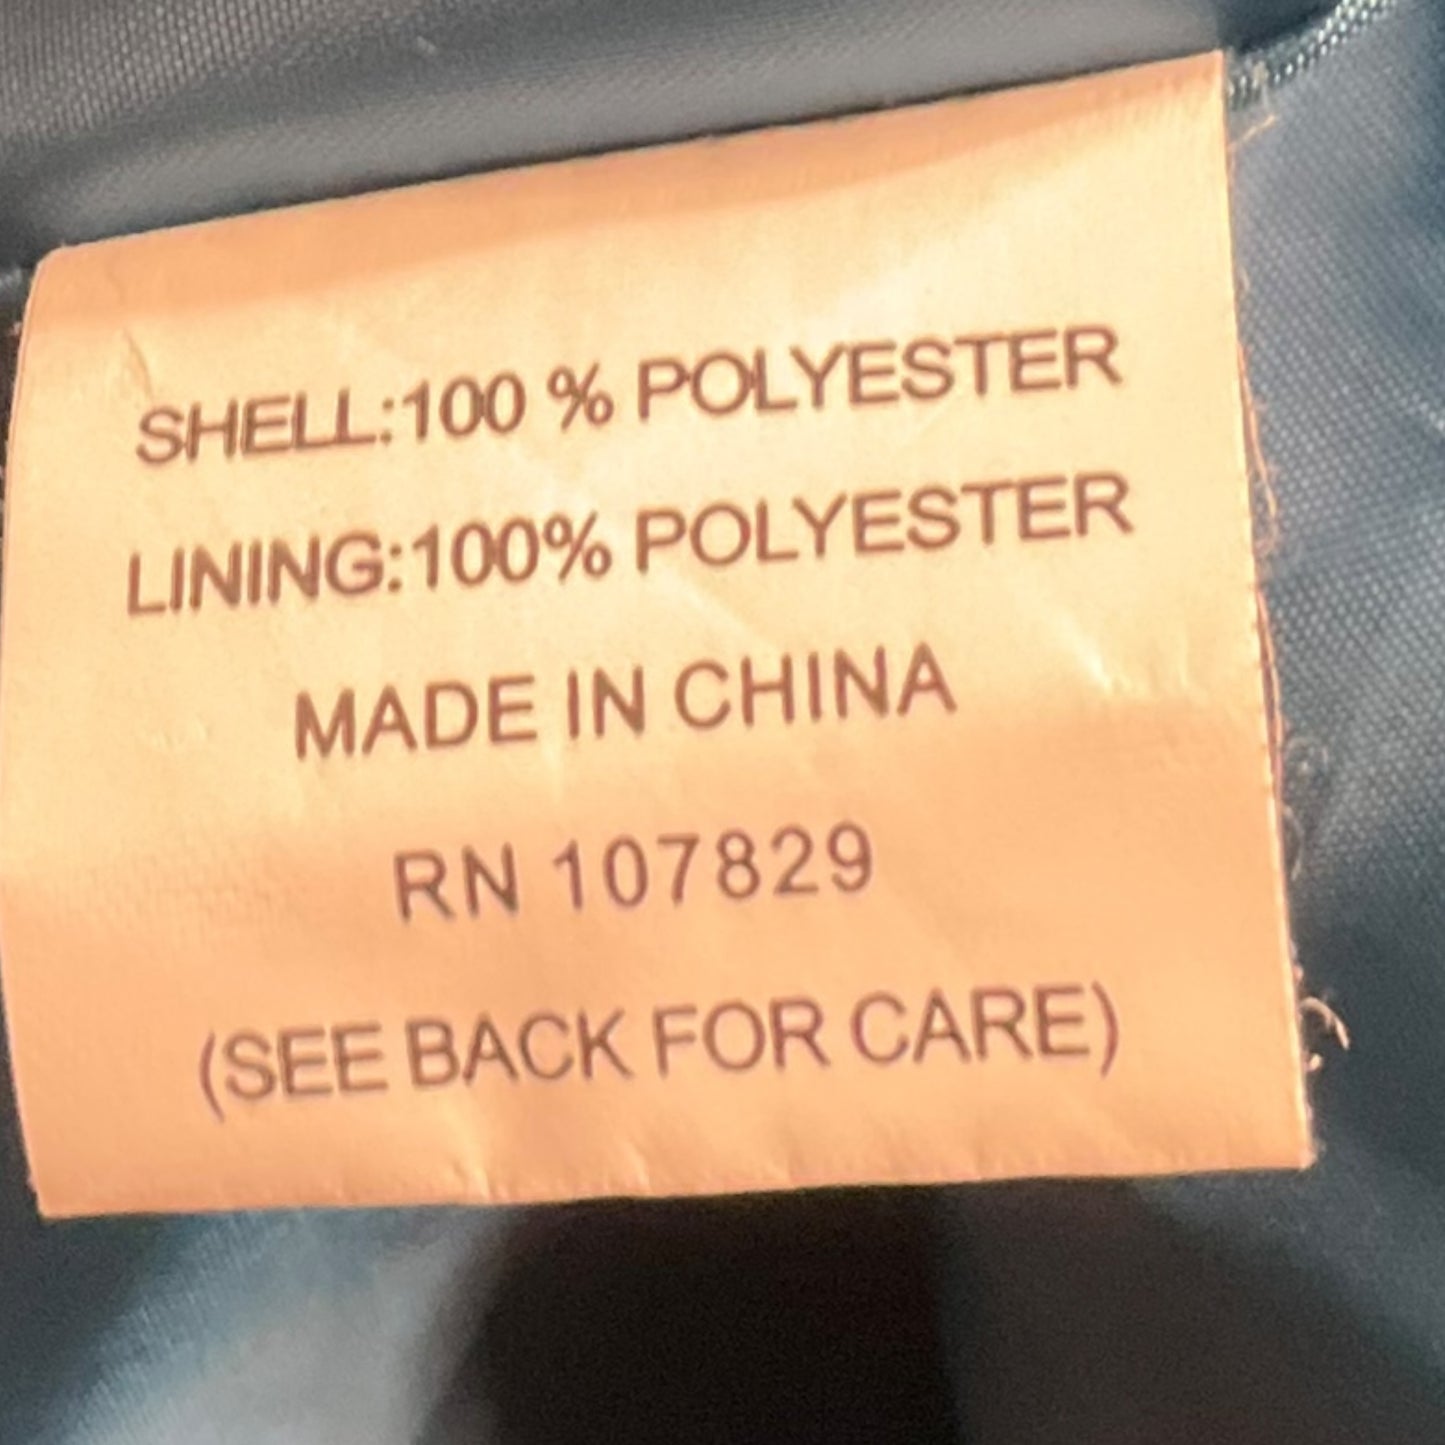 SHELL:100 % POLYESTER
LINING:100% POLYESTER
MADE IN CHINA
RN 107829
(SEE BACK FOR CARE)